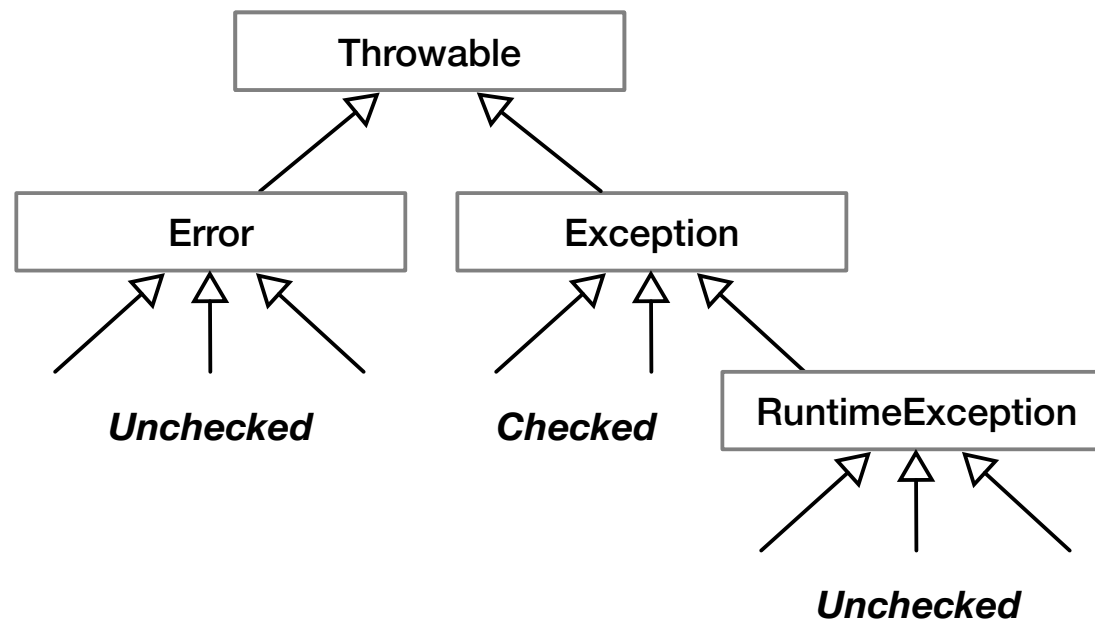 Throwable
Error
Exception
RuntimeException
Unchecked
Checked
Unchecked